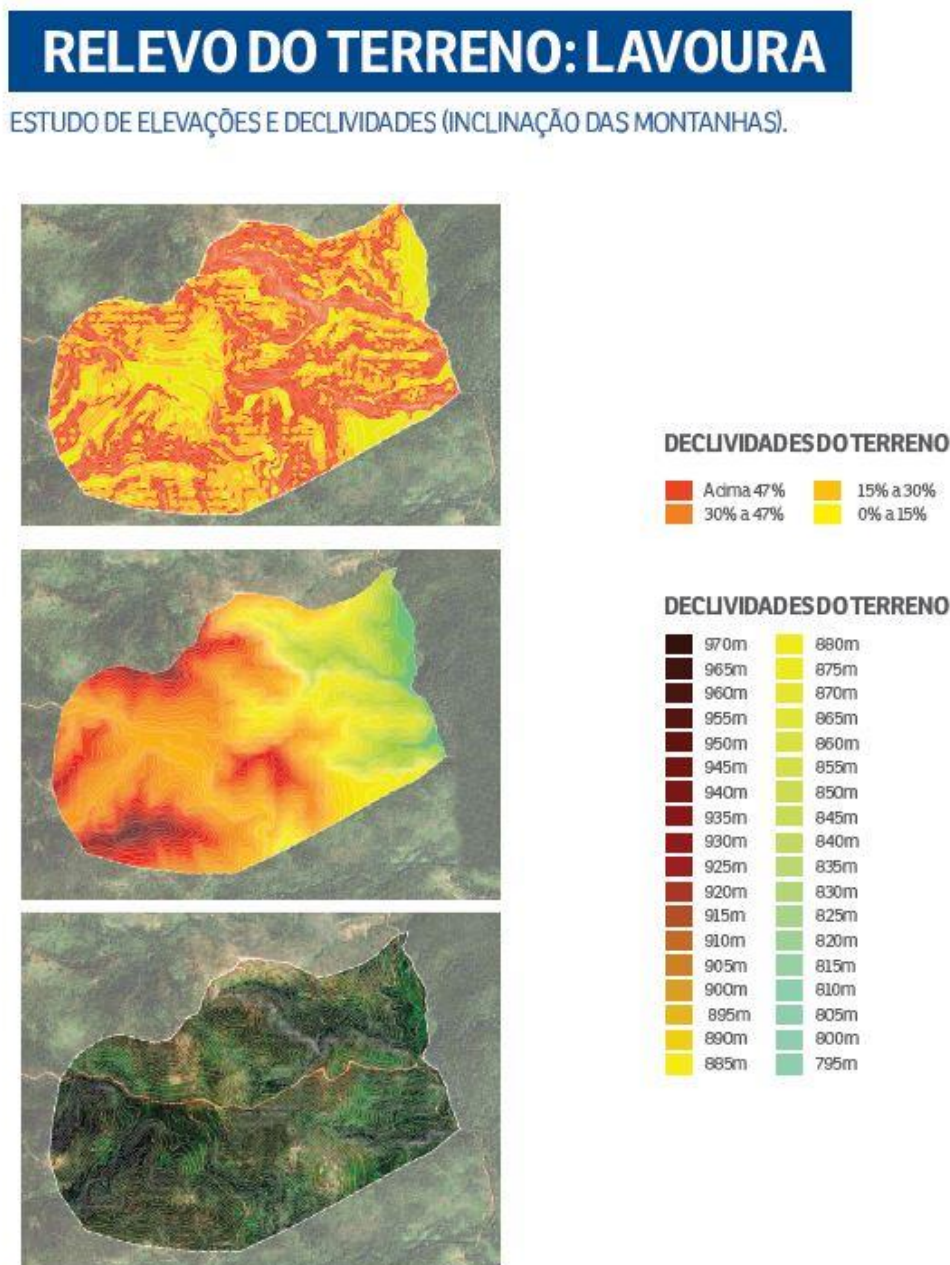 RELEVO DO TERRENO: LAVOURA
ESTUDO DE ELEVAÇÕES E DECLIVIDADES (INCLINAÇÃO DAS MONTANHAS).
DECLIVIDADES DO TERRENO
Acima 47% 15% a 30%
30% a 47% 0% a 15%
DECLIVIDADES DO TERRENO
970m 880m
965m 875m
960m 870m
955m 865m
950m 860m
945m 855m
940m 850m
935m 845m
930m 840m
925m 835m
920m 830m
915m 825m
910m 820m
905m 815m
900m 810m
895m 805m
890m 800m
885m 795m